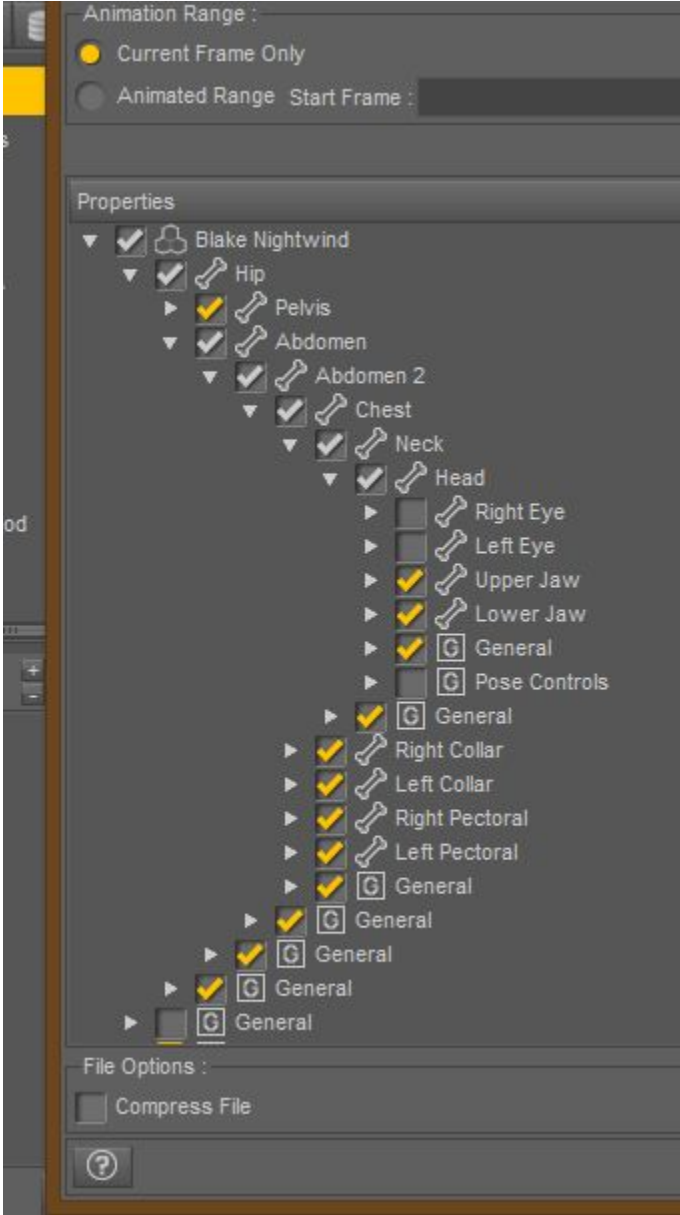 Animation Range :
Current Frame Only
Animated Range Start Frame :
s
Properties
Blake Nightwind
Hip
Pelvis
Abdomen
Abdomen 2
Chest
Neck
Head
Right Eye
od
Left Eye
Upper Jaw
Lower Jaw
G General
G Pose Controls
G General
Right Collar
Left Collar
Right Pectoral
Left Pectoral
G General
G General
G General
G General
G General
File Options :
Compress File
?